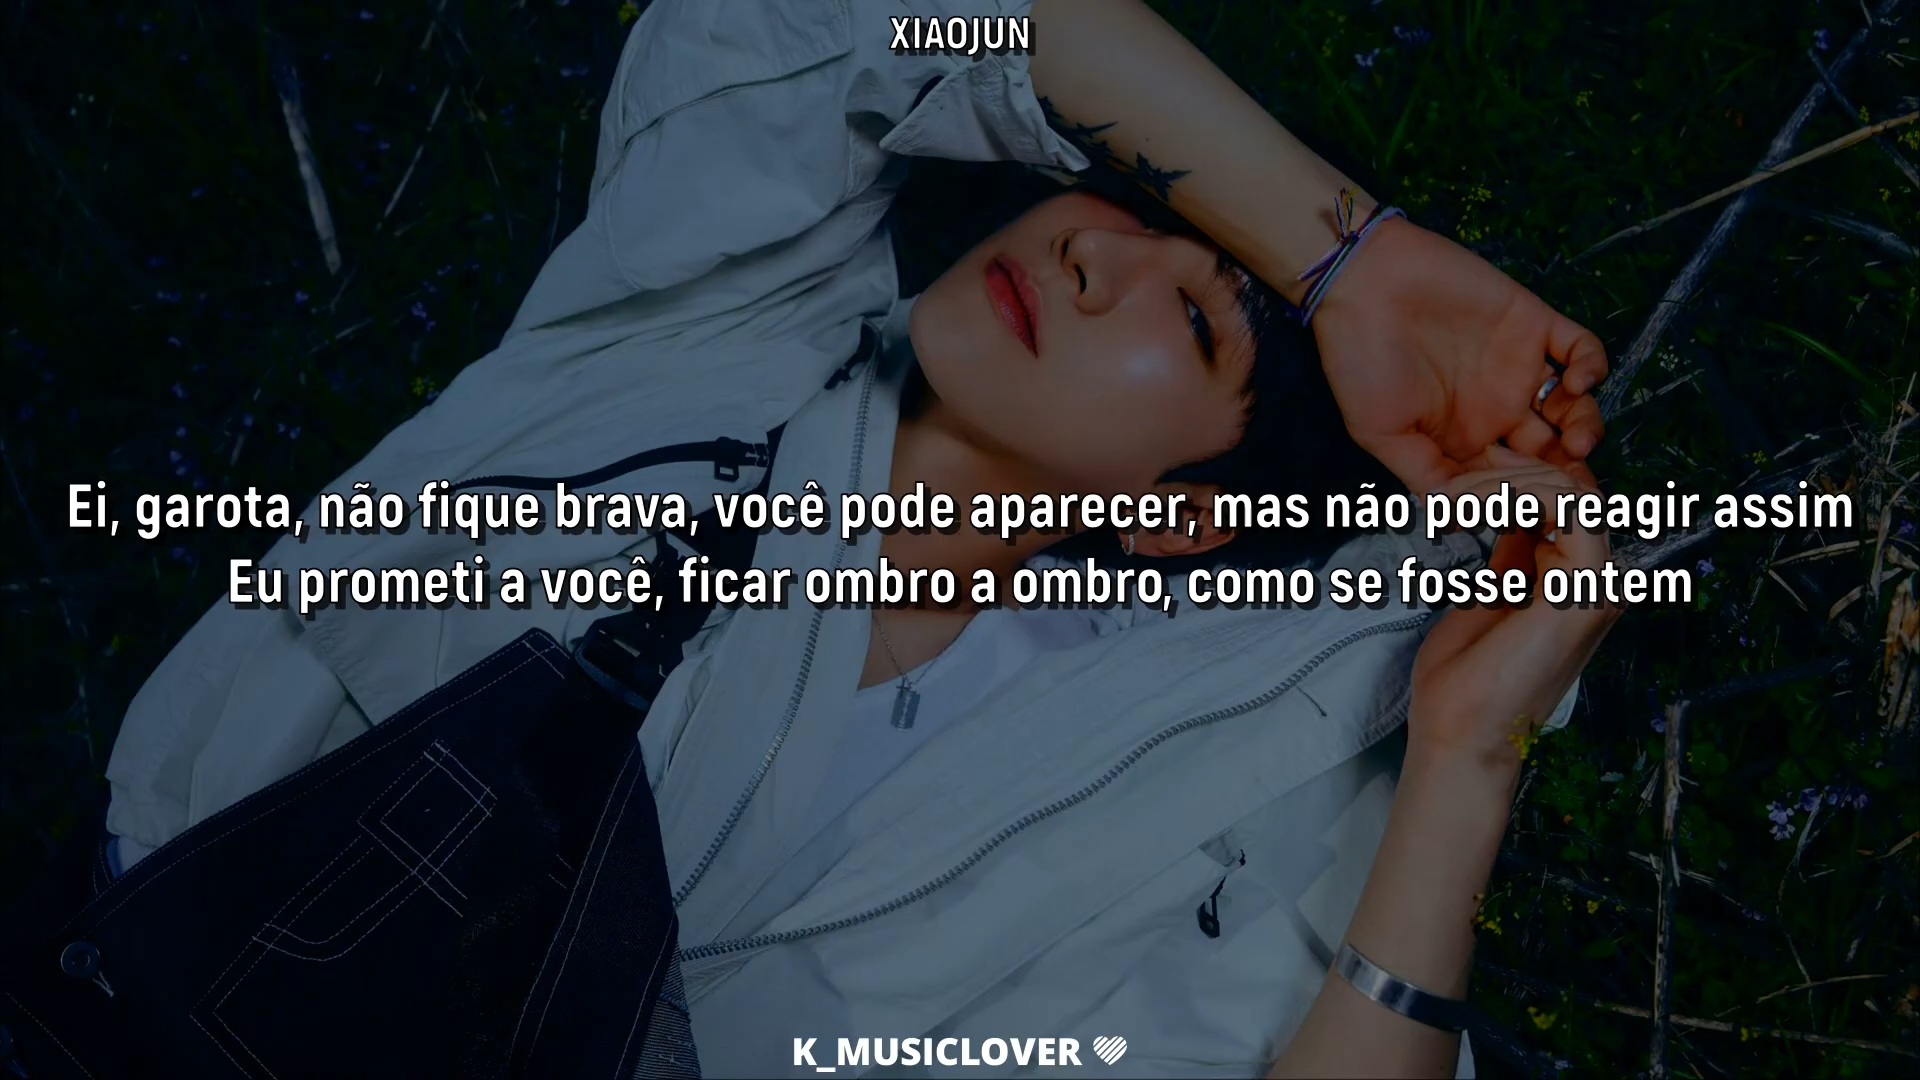 XIAOJUN
Ei, garota, não fique brava, você pode aparecer, mas não pode reagir assim
Eu prometi a você, ficar ombro a ombro, como se fosse ontem
K_MUSICLOVER